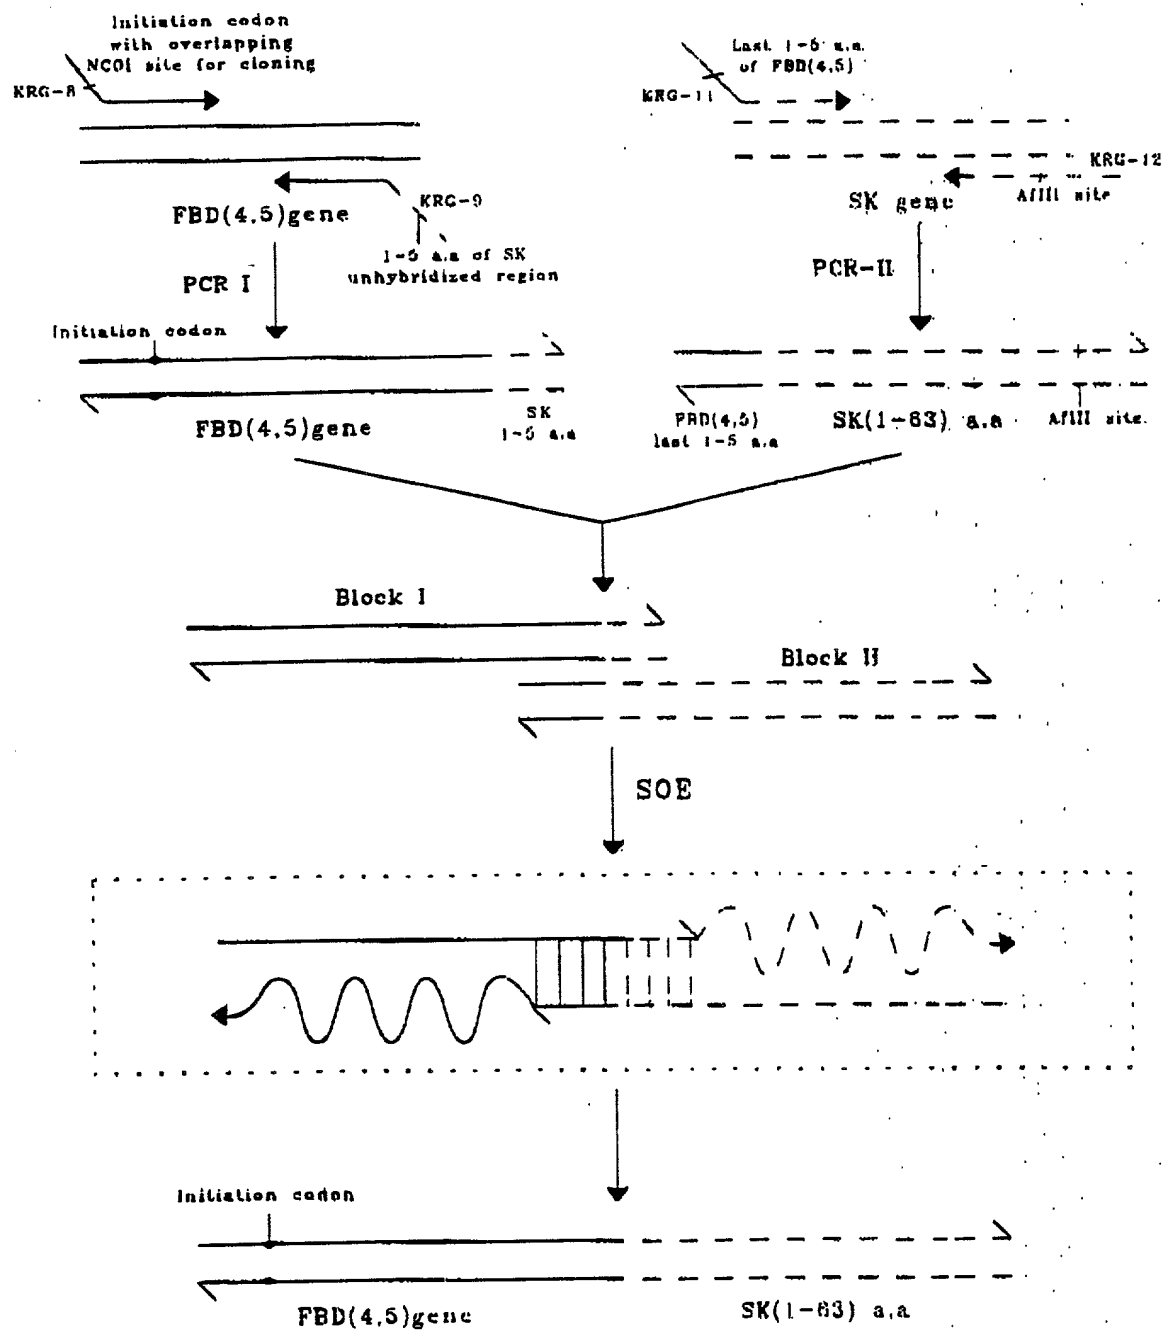 Initiation codon
with overlapping
NCOI site for cloning
KRG-8
Last 1-5 a.a.
of FBD(4,5)
KRG-11
KRG-12
AflII site
SK gene
KRG-9
FBD(4,5)gene
1-5 a.a of SK
unhybridized region
PCR I
PCR-II
Initiation codon
FBD(4,5)gene
SK
1-5 a.a
FBD(4,5)
last 1-5 a.a
SK(1-63) a.a
AflII site.
Block I
Block II
SOE
Initiation codon
FBD(4,5)gene
SK(1-63) a.a